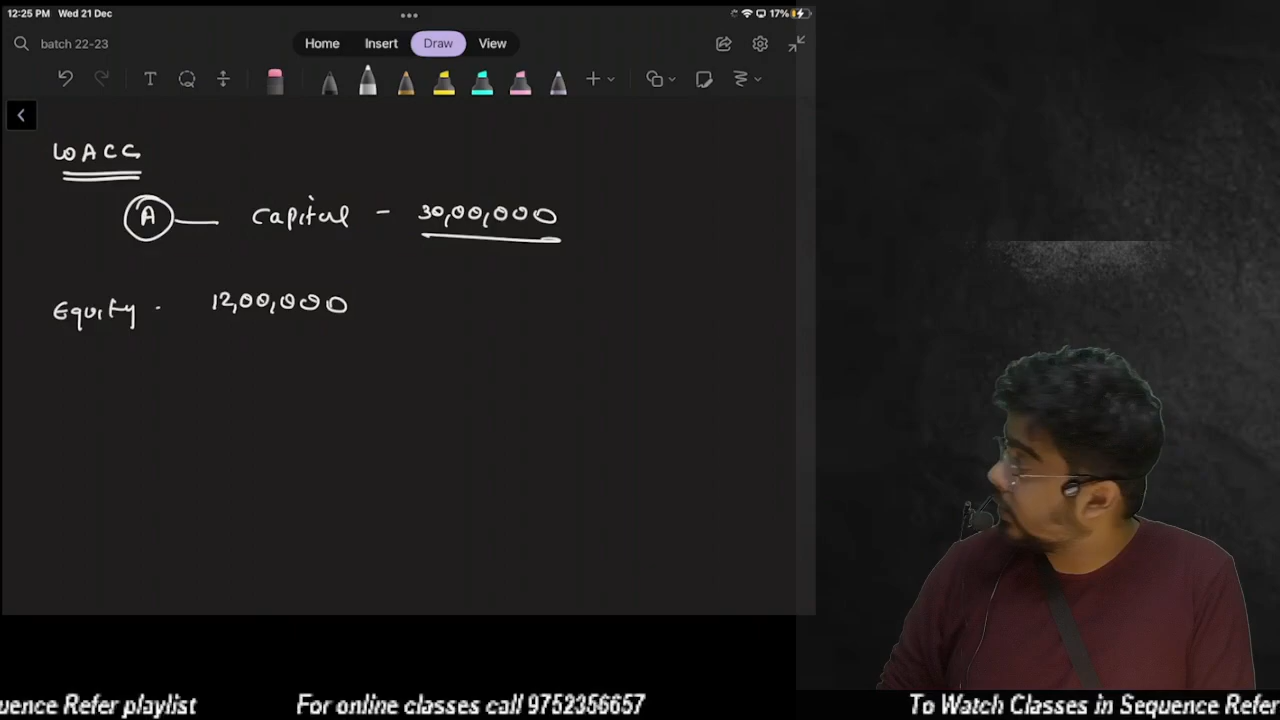 12:25 PM Wed 21 Dec
17%
batch 22-23
Home Insert Draw View
WACC
A — Capital - 30,00,000
Equity - 12,00,000
uence Refer playlist For online classes call 9752356657 To Watch Classes in Sequence Refer